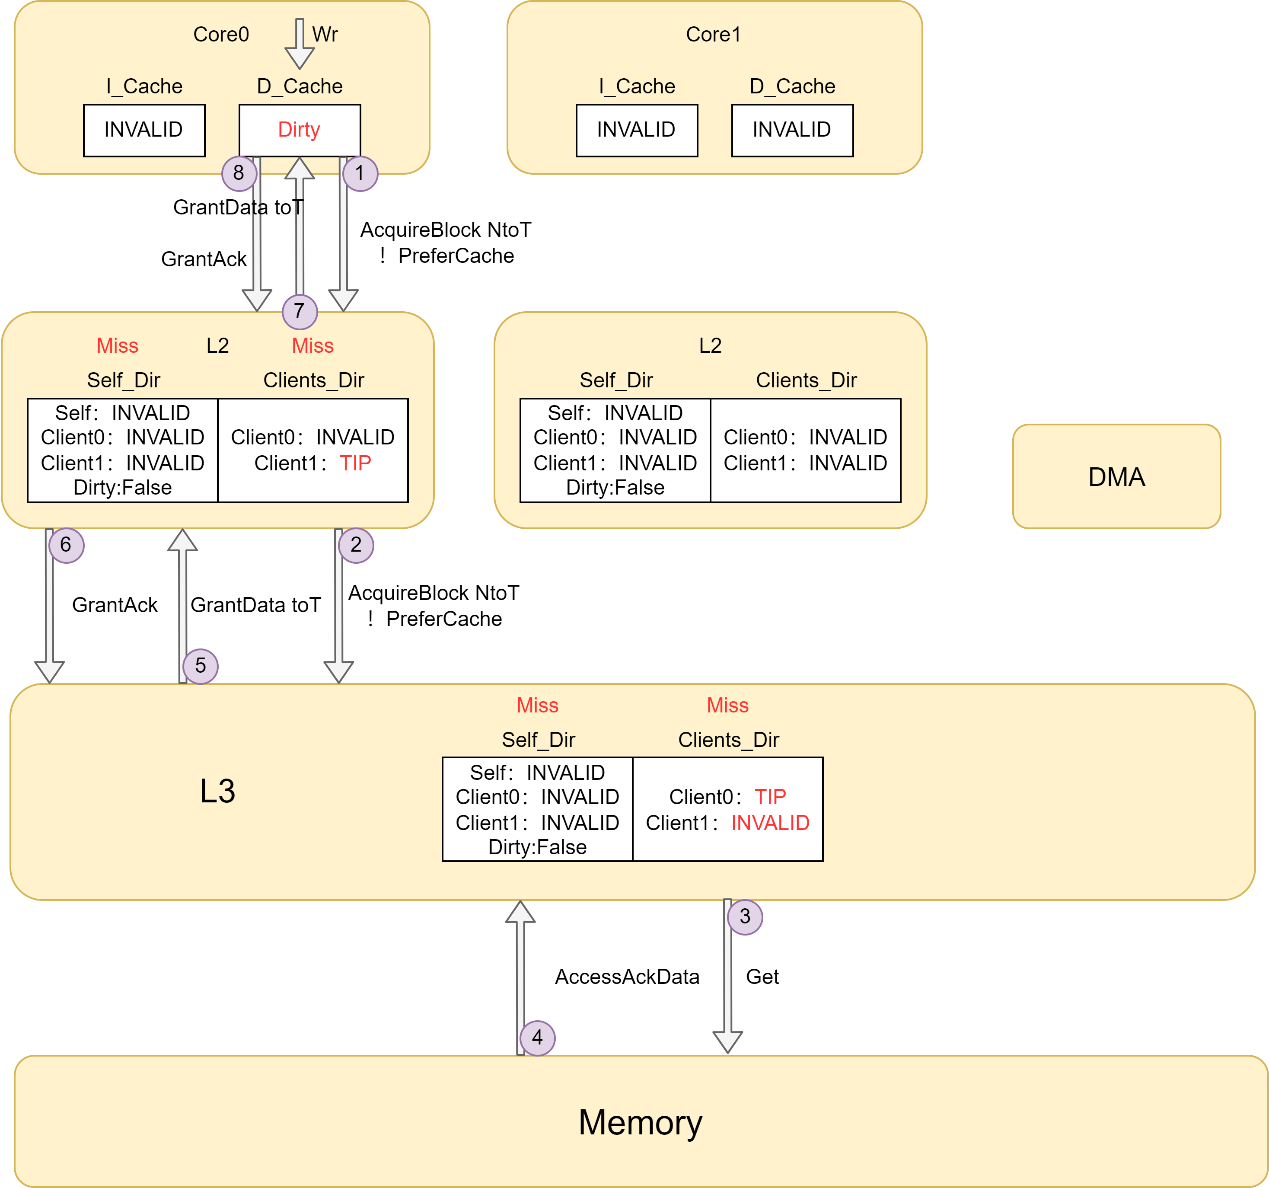 Core0
Wr
I_Cache
D_Cache
INVALID
Dirty
Core1
I_Cache
D_Cache
INVALID
INVALID
8
1
GrantData toT
GrantAck
AcquireBlock NtoT
！ PreferCache
7
Miss
L2
Miss
Self_Dir
Clients_Dir
Self： INVALID
Client0： INVALID
Client1： INVALID
Dirty:False
Client0： INVALID
Client1： TIP
L2
Self_Dir
Clients_Dir
Self： INVALID
Client0： INVALID
Client1： INVALID
Dirty:False
Client0： INVALID
Client1： INVALID
DMA
6
2
GrantAck
GrantData toT
AcquireBlock NtoT
！ PreferCache
5
L3
Miss
Miss
Self_Dir
Clients_Dir
Self： INVALID
Client0： INVALID
Client1： INVALID
Dirty:False
Client0： TIP
Client1： INVALID
3
AccessAckData
Get
4
Memory